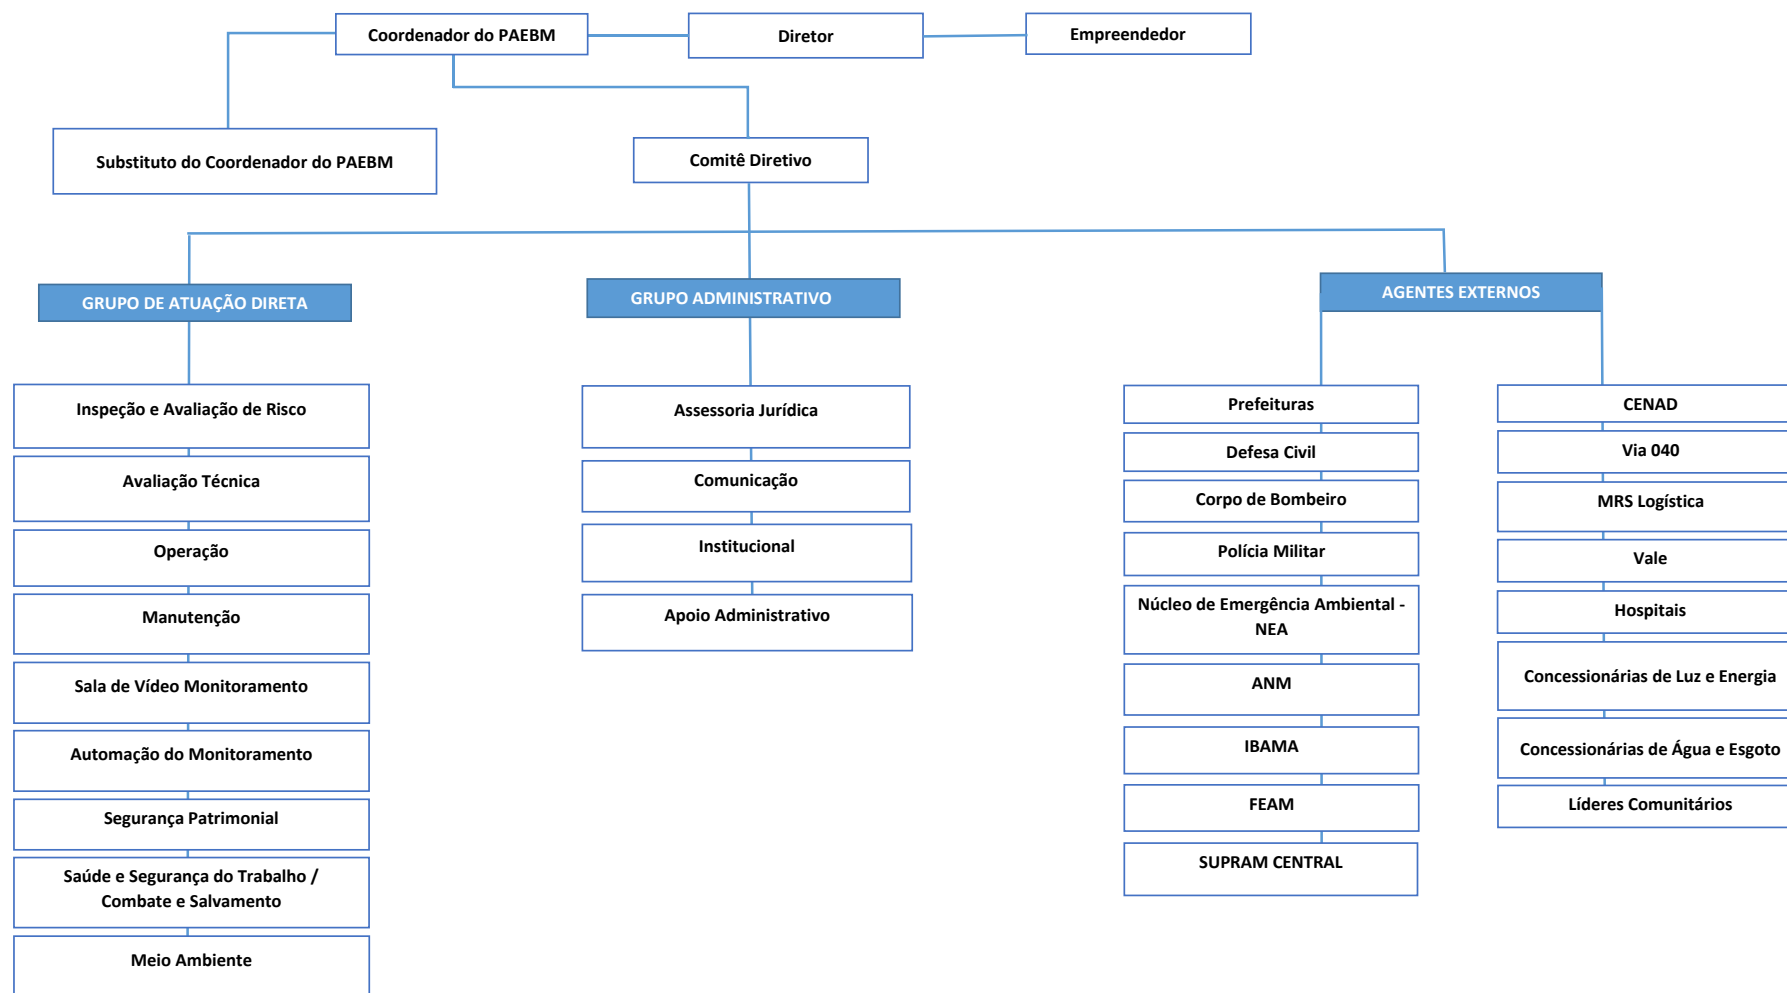 Coordenador do PAEBM
Diretor
Empreendedor
Substituto do Coordenador do PAEBM
Comitê Diretivo
GRUPO DE ATUAÇÃO DIRETA
Inspeção e Avaliação de Risco
Avaliação Técnica
Operação
Manutenção
Sala de Vídeo Monitoramento
Automação do Monitoramento
Segurança Patrimonial
Saúde e Segurança do Trabalho /
Combate e Salvamento
Meio Ambiente
GRUPO ADMINISTRATIVO
Assessoria Jurídica
Comunicação
Institucional
Apoio Administrativo
AGENTES EXTERNOS
Prefeituras
Defesa Civil
Corpo de Bombeiro
Polícia Militar
Núcleo de Emergência Ambiental -
NEA
ANM
IBAMA
FEAM
SUPRAM CENTRAL
CENAD
Via 040
MRS Logística
Vale
Hospitais
Concessionárias de Luz e Energia
Concessionárias de Água e Esgoto
Líderes Comunitários